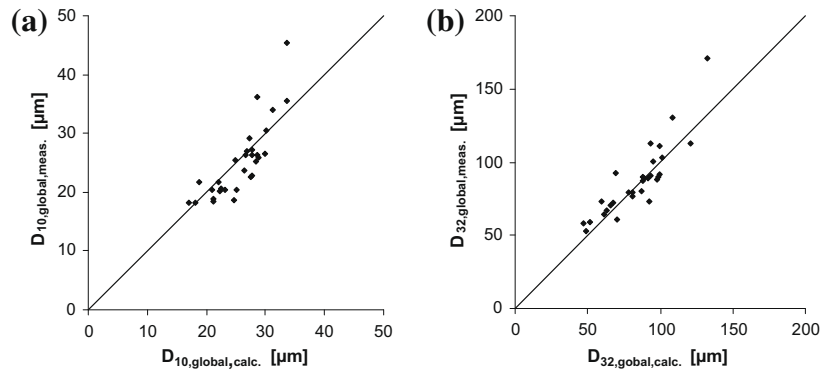 (a)
50
40
30
20
10
0
D10,global,meas. [µm]
0 10 20 30 40 50
D10,global,calc. [µm]
(b)
200
150
100
50
0
D32,global,meas. [µm]
0 50 100 150 200
D32,gobal,calc. [µm]